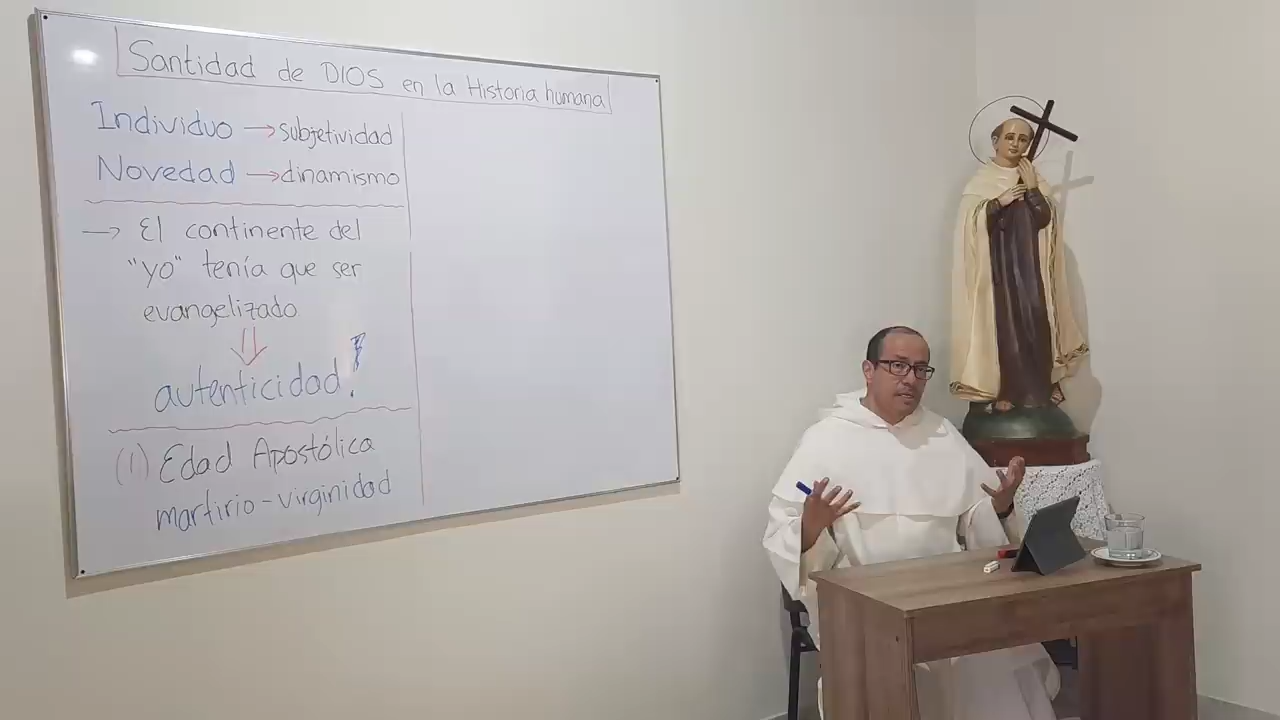 Santidad de DIOS en la Historia humana
Individuo → subjetividad
Novedad → dinamismo
→ El continente del
"yo" tenía que ser
evangelizado
⇓
autenticidad!
(1) Edad Apostólica
martirio-virginidad